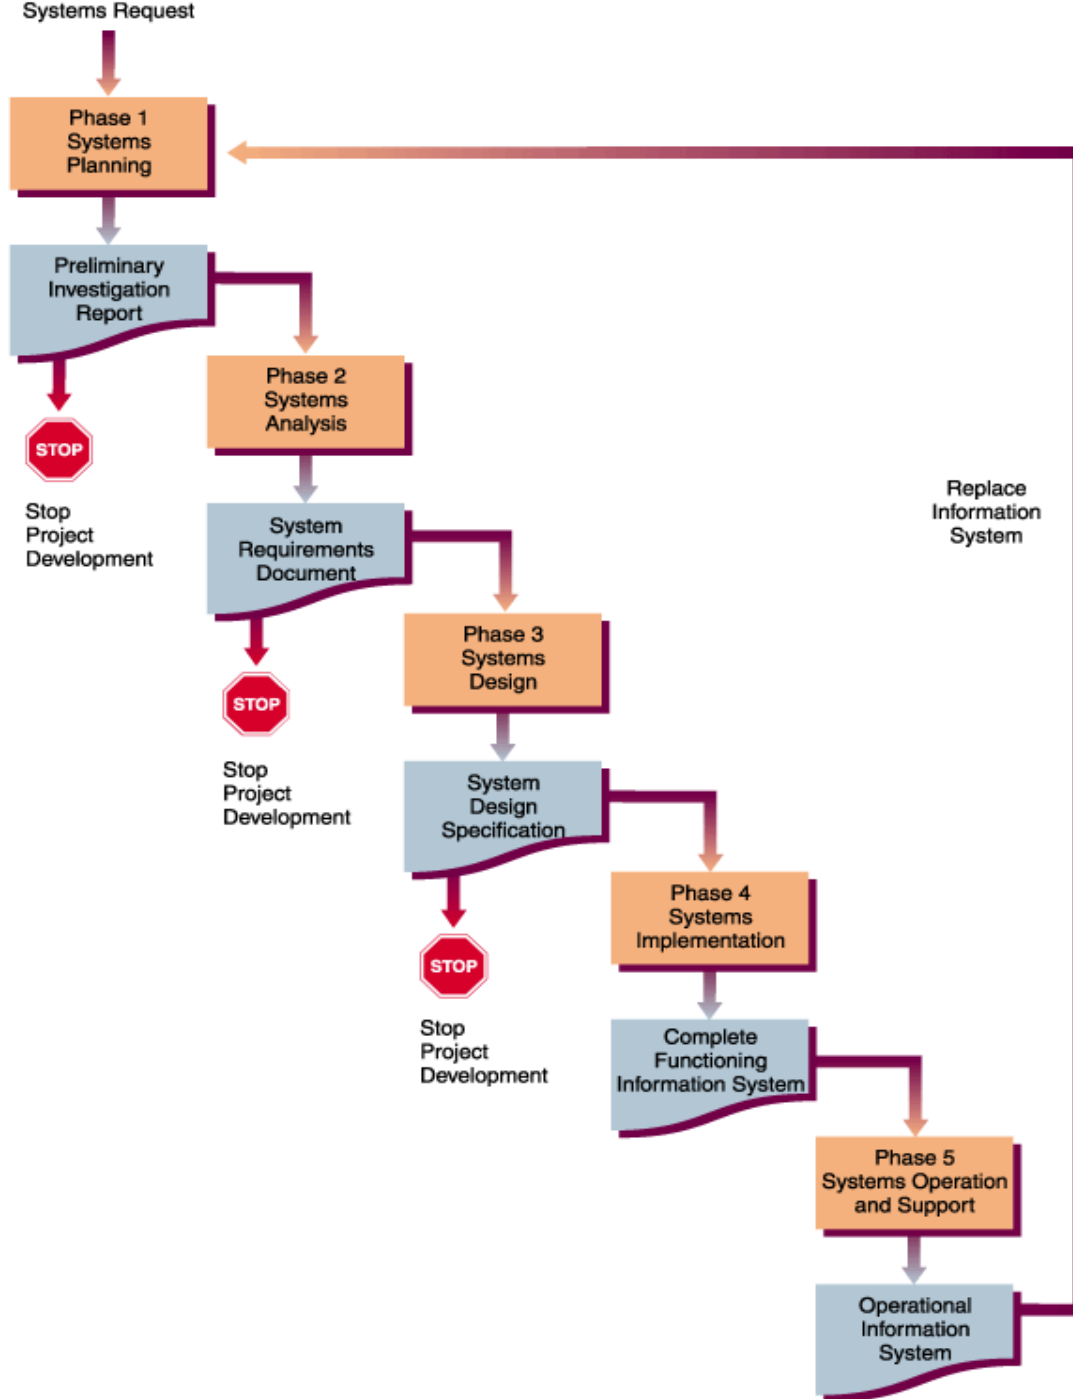 Systems Request
Phase 1
Systems
Planning
Preliminary
Investigation
Report
STOP
Stop
Project
Development
Phase 2
Systems
Analysis
System
Requirements
Document
STOP
Stop
Project
Development
Phase 3
Systems
Design
System
Design
Specification
STOP
Stop
Project
Development
Phase 4
Systems
Implementation
Complete
Functioning
Information System
Phase 5
Systems Operation
and Support
Operational
Information
System
Replace
Information
System